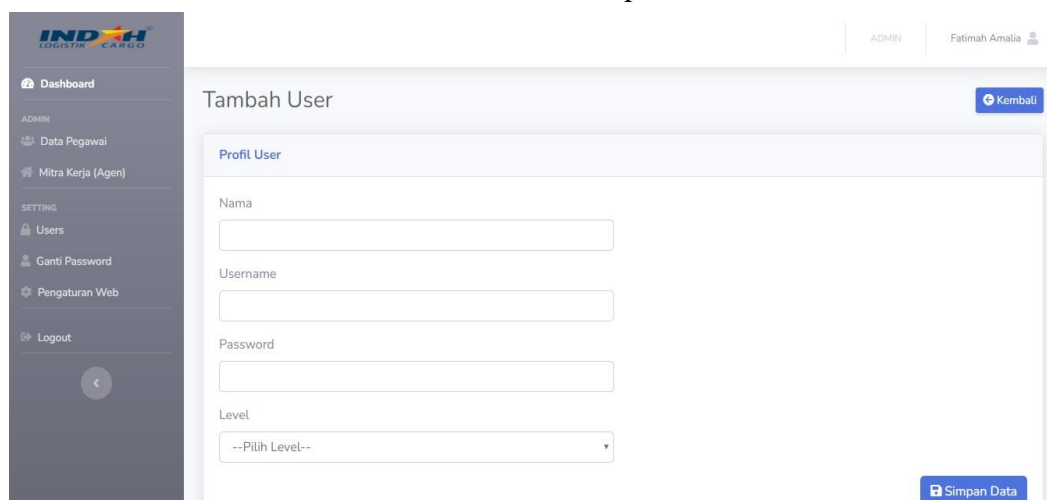 INDAH
LOGISTIK CARGO
ADMIN
Fatimah Amalia
Dashboard
ADMIN
Data Pegawai
Mitra Kerja (Agen)
SETTING
Users
Ganti Password
Pengaturan Web
Logout
Tambah User
Kembali
Profil User
Nama
Username
Password
Level
--Pilih Level--
Simpan Data